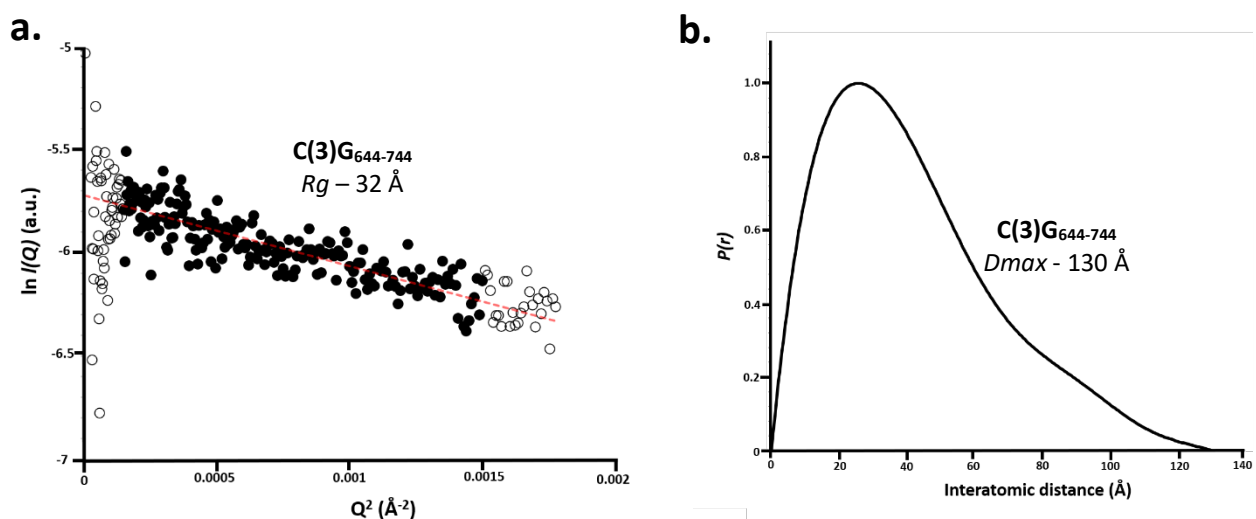 a.
-5
-5.5
-6
-6.5
-7
ln I(Q) (a.u.)
C(3)G644-744
Rg – 32 Å
0
0.0005
0.001
0.0015
0.002
Q² (Å⁻²)
b.
1.0
0.8
0.6
0.4
0.2
0
P(r)
C(3)G644-744
Dmax - 130 Å
0
20
40
60
80
100
120
140
Interatomic distance (Å)